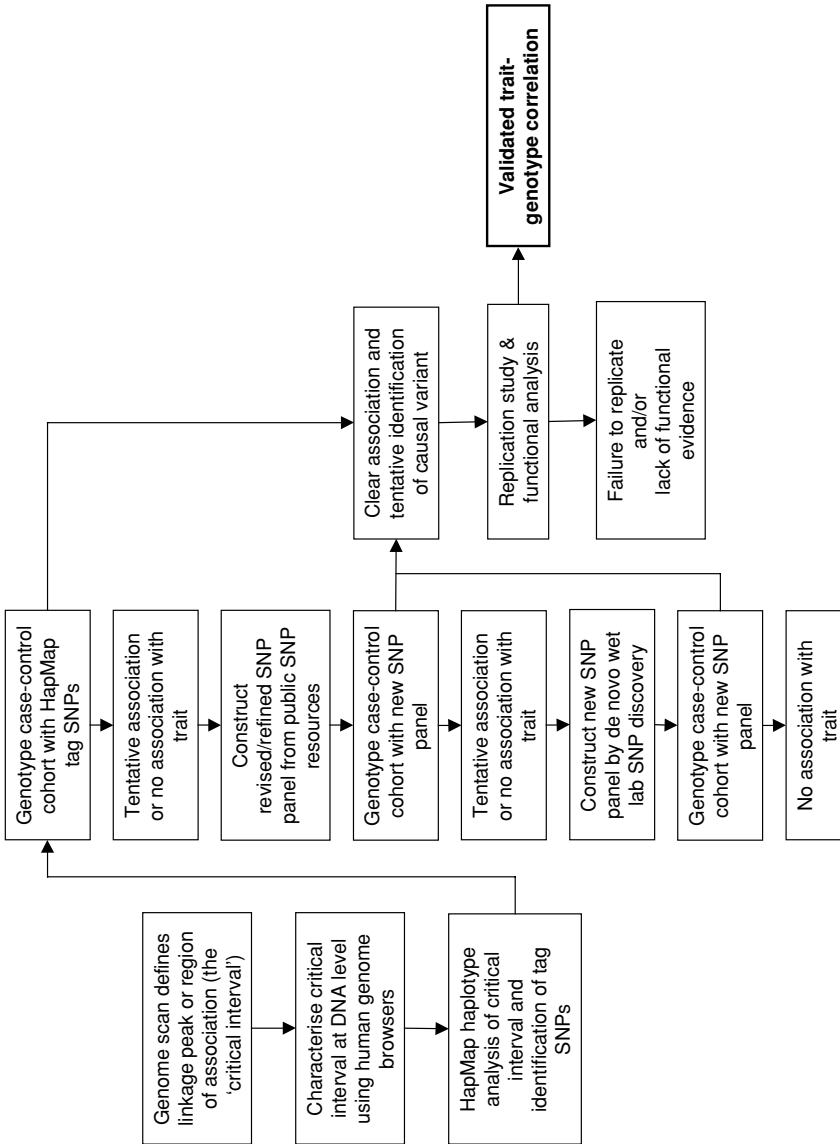 Genome scan defines
linkage peak or region
of association (the
‘critical interval’)
Characterise critical
interval at DNA level
using human genome
browsers
HapMap haplotype
analysis of critical
interval and
identification of tag
SNPs
Genotype case-control
cohort with HapMap
tag SNPs
Tentative association
or no association with
trait
Construct
revised/refined SNP
panel from public SNP
resources
Genotype case-control
cohort with new SNP
panel
Tentative association
or no association with
trait
Construct new SNP
panel by de novo wet
lab SNP discovery
Genotype case-control
cohort with new SNP
panel
No association with
trait
Clear association and
tentative identification
of causal variant
Replication study &
functional analysis
Failure to replicate
and/or
lack of functional
evidence
Validated trait-
genotype correlation